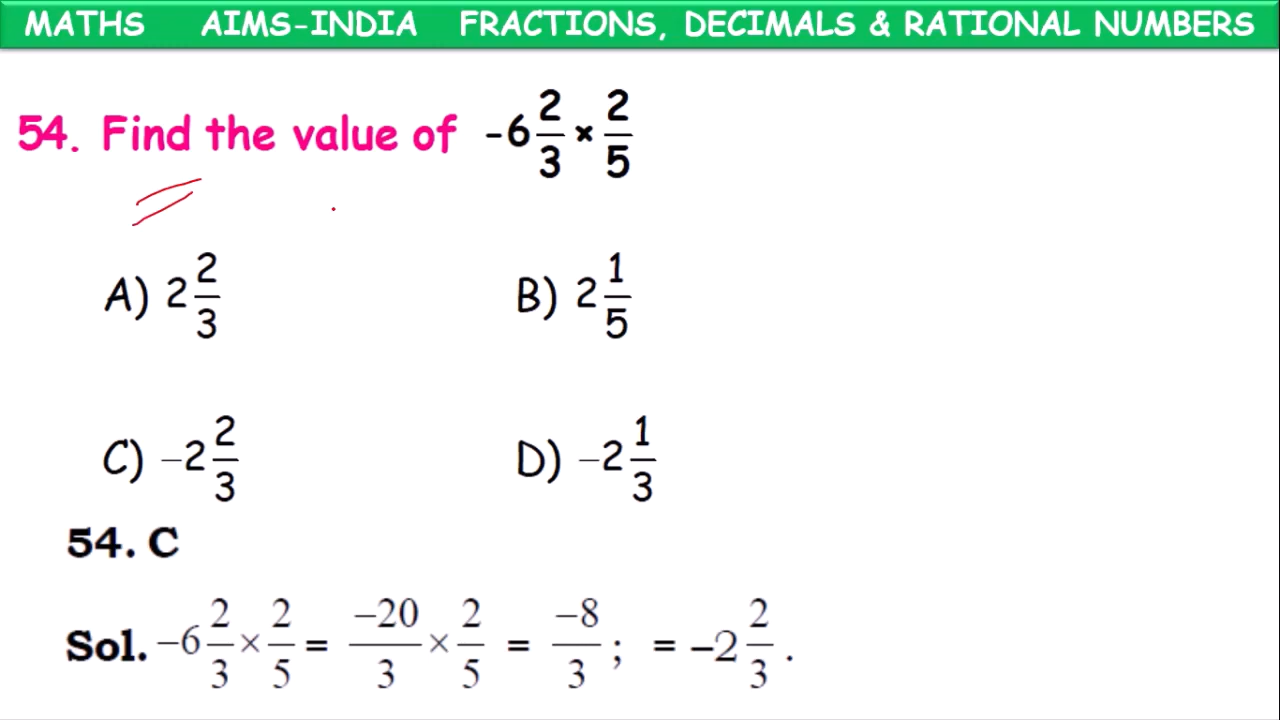 MATHS AIMS-INDIA FRACTIONS, DECIMALS & RATIONAL NUMBERS
54. Find the value of -6 2/3 × 2/5
A) 2 2/3 B) 2 1/5
C) −2 2/3 D) −2 1/3
54. C
Sol. −6 2/3 × 2/5 = −20/3 × 2/5 = −8/3 ; = −2 2/3 .